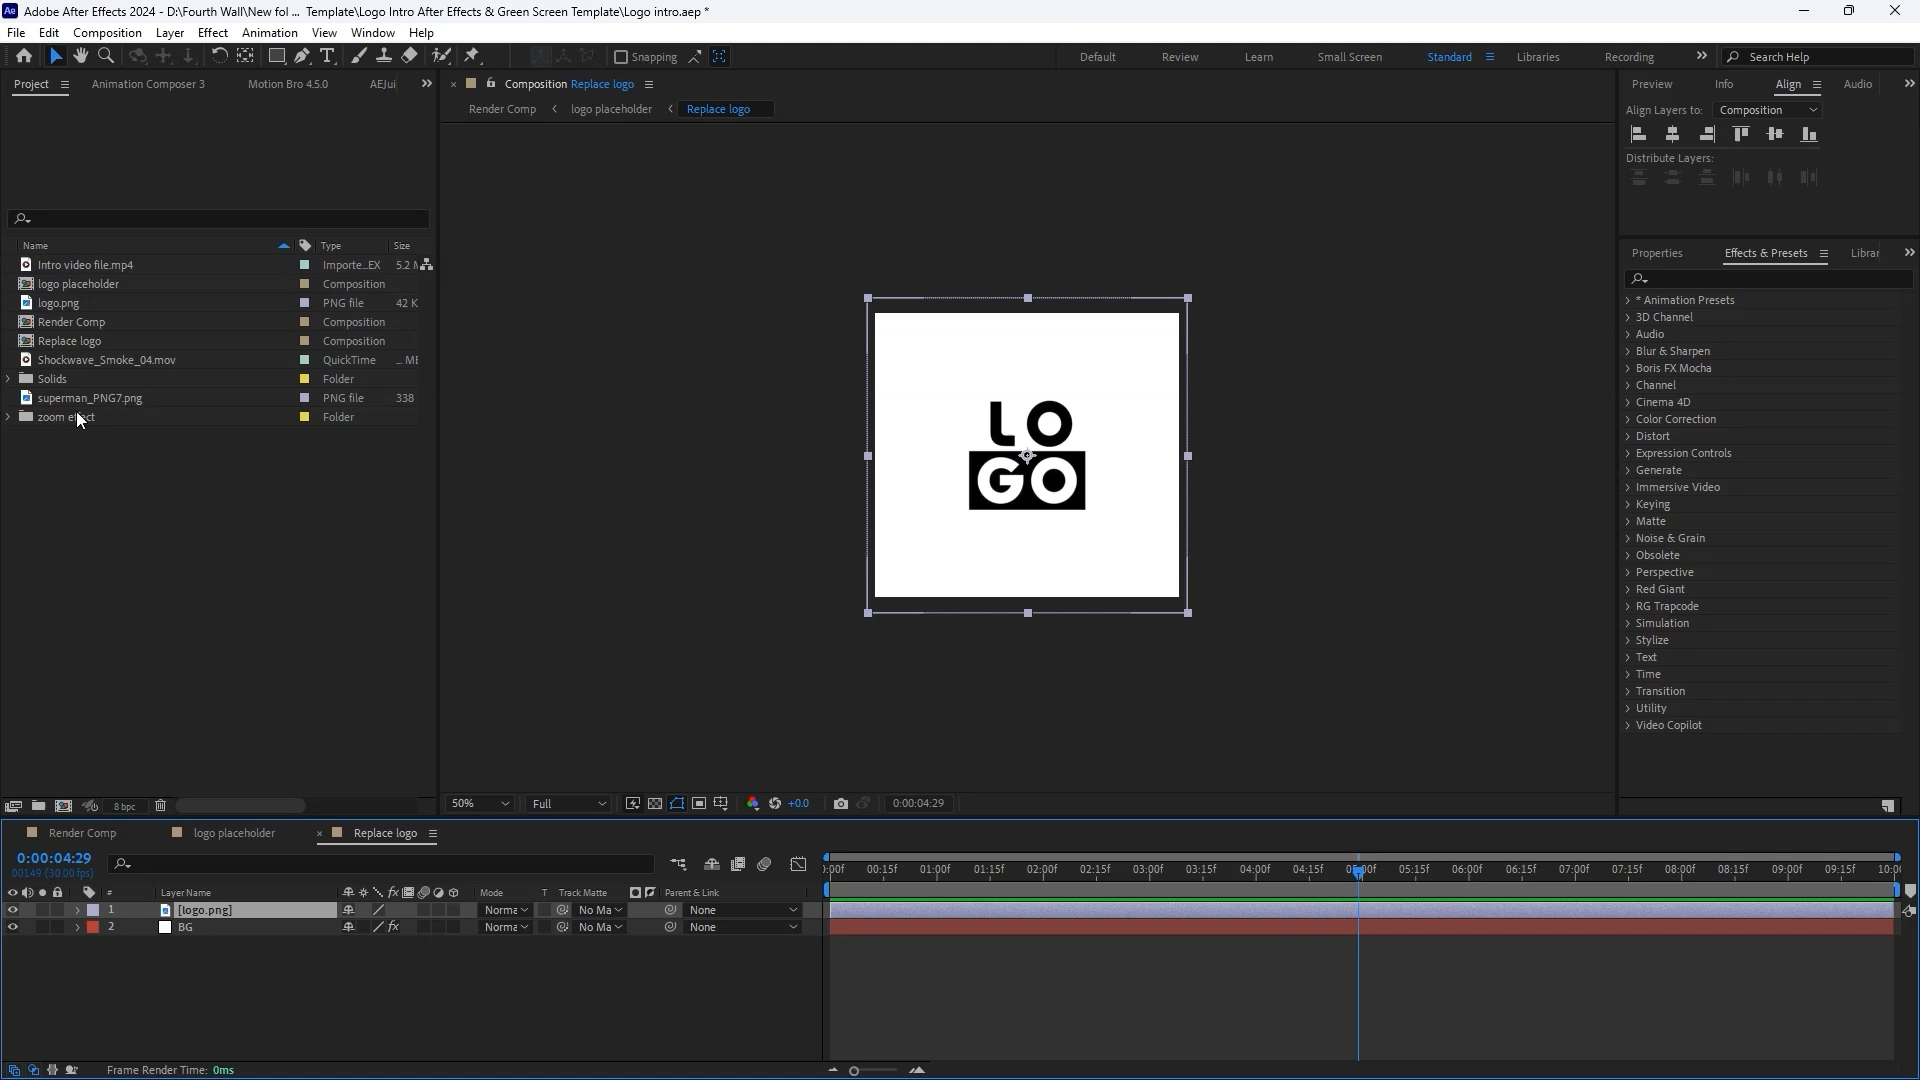 Adobe After Effects 2024 - D:\Fourth Wall\New fol ... Template\Logo Intro After Effects & Green Screen Template\Logo intro.aep *
File Edit Composition Layer Effect Animation View Window Help
Snapping Default Review Learn Small Screen Standard Libraries Recording Search Help
Project Animation Composer 3 Motion Bro 4.5.0 AEJui
Composition Replace logo
Render Comp logo placeholder Replace logo
Preview Info Align Audio
Align Layers to: Composition
Distribute Layers:
Name Type Size
Intro video file.mp4 Importe...EX 5.2 M
logo placeholder Composition
logo.png PNG file 42 K
Render Comp Composition
Replace logo Composition
Shockwave_Smoke_04.mov QuickTime ... ME
Solids Folder
superman_PNG7.png PNG file 338
zoom effect Folder
LO
GO
Properties Effects & Presets Librar
* Animation Presets
3D Channel
Audio
Blur & Sharpen
Boris FX Mocha
Channel
Cinema 4D
Color Correction
Distort
Expression Controls
Generate
Immersive Video
Keying
Matte
Noise & Grain
Obsolete
Perspective
Red Giant
RG Trapcode
Simulation
Stylize
Text
Time
Transition
Utility
Video Copilot
8 bpc
50% Full +0.0 0:00:04:29
Render Comp logo placeholder Replace logo
0:00:04:29
00149 (30.00 fps)
:00f 00:15f 01:00f 01:15f 02:00f 02:15f 03:00f 03:15f 04:00f 04:15f 05:00f 05:15f 06:00f 06:15f 07:00f 07:15f 08:00f 08:15f 09:00f 09:15f 10:00
# Layer Name Mode T Track Matte Parent & Link
1 [logo.png] Norma No Ma None
2 BG Norma No Ma None
Frame Render Time: 0ms